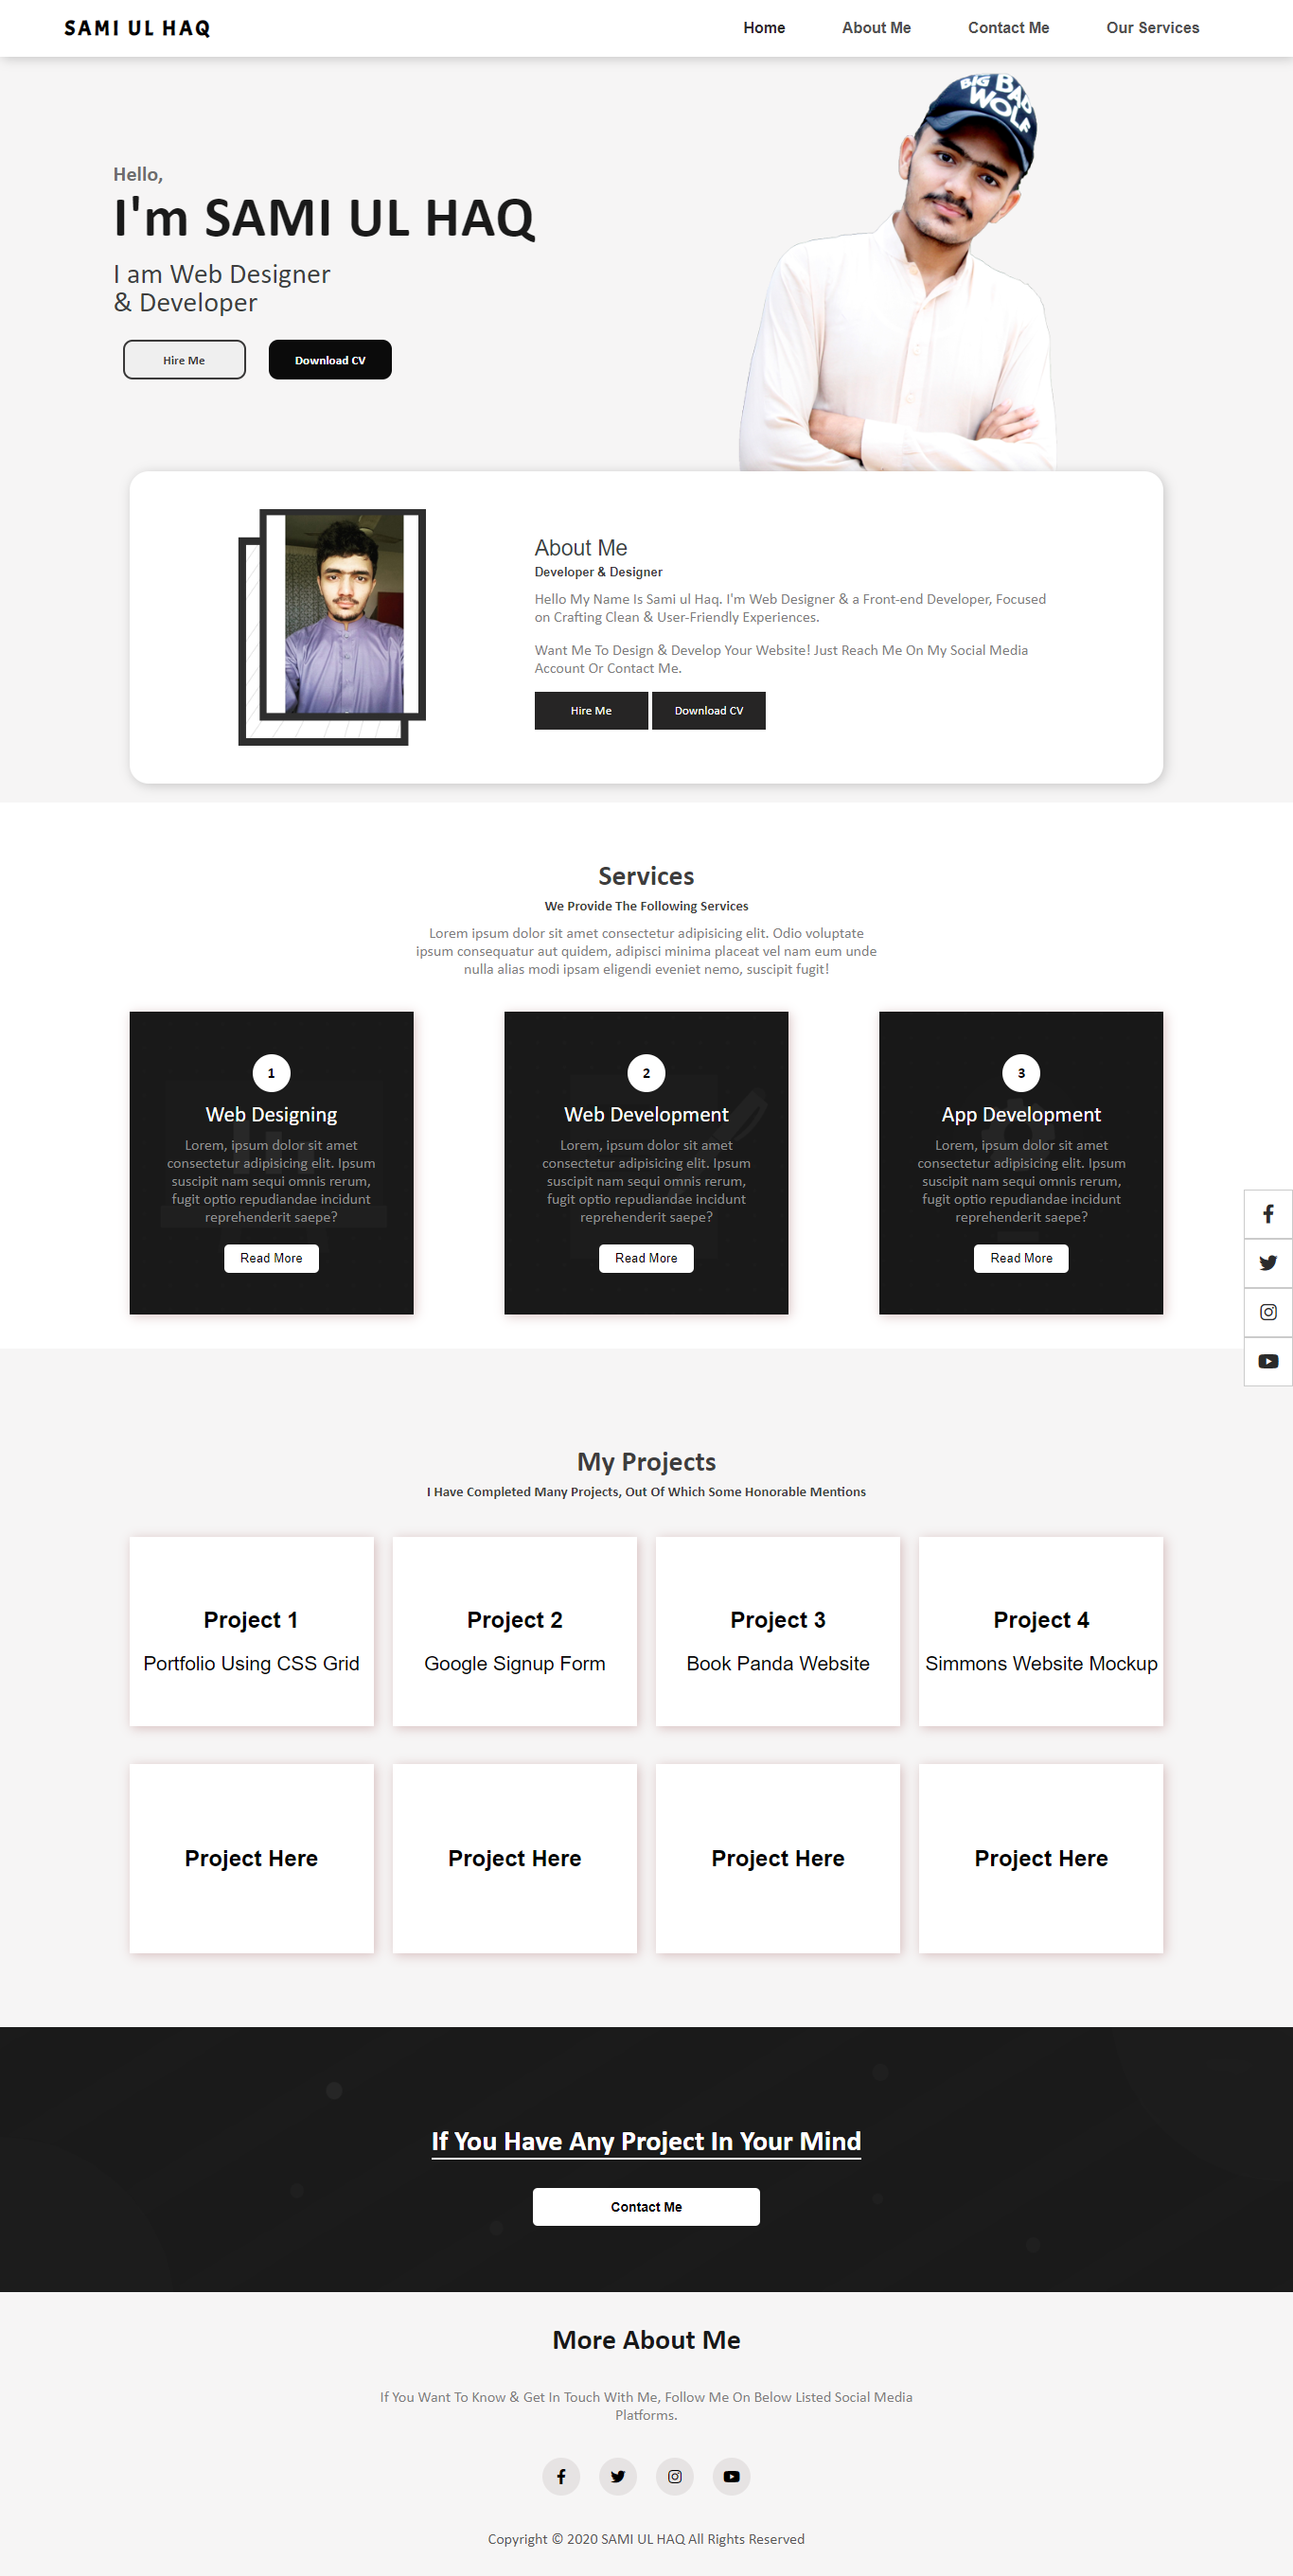 SAMI UL HAQ
Home About Me Contact Me Our Services
BIG BAD
WOLF
Hello,
I'm SAMI UL HAQ
I am Web Designer
& Developer
Hire Me Download CV
About Me
Developer & Designer
Hello My Name Is Sami ul Haq. I'm Web Designer & a Front-end Developer, Focused
on Crafting Clean & User-Friendly Experiences.
Want Me To Design & Develop Your Website! Just Reach Me On My Social Media
Account Or Contact Me.
Hire Me Download CV
Services
We Provide The Following Services
Lorem ipsum dolor sit amet consectetur adipisicing elit. Odio voluptate
ipsum consequatur aut quidem, adipisci minima placeat vel nam eum unde
nulla alias modi ipsam eligendi eveniet nemo, suscipit fugit!
1
Web Designing
Lorem, ipsum dolor sit amet
consectetur adipisicing elit. Ipsum
suscipit nam sequi omnis rerum,
fugit optio repudiandae incidunt
reprehenderit saepe?
Read More
2
Web Development
Lorem, ipsum dolor sit amet
consectetur adipisicing elit. Ipsum
suscipit nam sequi omnis rerum,
fugit optio repudiandae incidunt
reprehenderit saepe?
Read More
3
App Development
Lorem, ipsum dolor sit amet
consectetur adipisicing elit. Ipsum
suscipit nam sequi omnis rerum,
fugit optio repudiandae incidunt
reprehenderit saepe?
Read More
My Projects
I Have Completed Many Projects, Out Of Which Some Honorable Mentions
Project 1
Portfolio Using CSS Grid
Project 2
Google Signup Form
Project 3
Book Panda Website
Project 4
Simmons Website Mockup
Project Here
Project Here
Project Here
Project Here
If You Have Any Project In Your Mind
Contact Me
More About Me
If You Want To Know & Get In Touch With Me, Follow Me On Below Listed Social Media
Platforms.
Copyright © 2020 SAMI UL HAQ All Rights Reserved